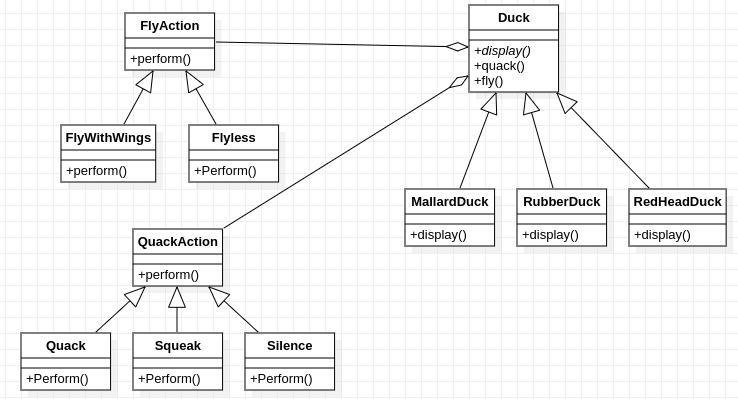 FlyAction
+perform()
Duck
+display()
+quack()
+fly()
FlyWithWings
+perform()
Flyless
+Perform()
MallardDuck
+display()
RubberDuck
+display()
RedHeadDuck
+display()
QuackAction
+perform()
Quack
+Perform()
Squeak
+Perform()
Silence
+Perform()